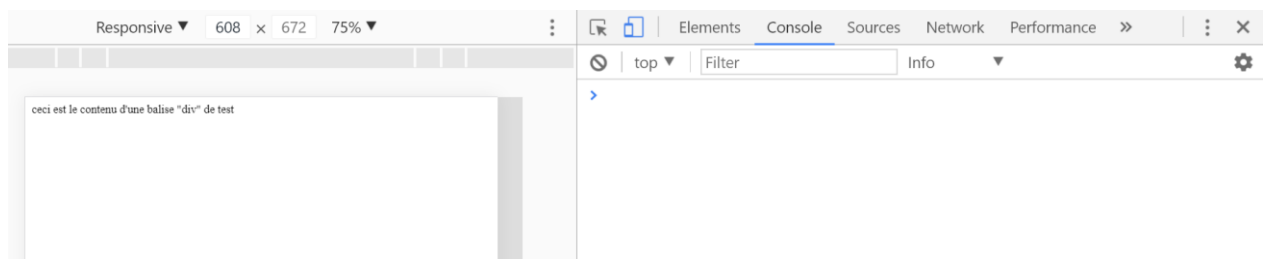 Responsive ▼ 608 × 672 75% ▼
Elements Console Sources Network Performance »
top ▼ Filter Info ▼
ceci est le contenu d'une balise "div" de test
>